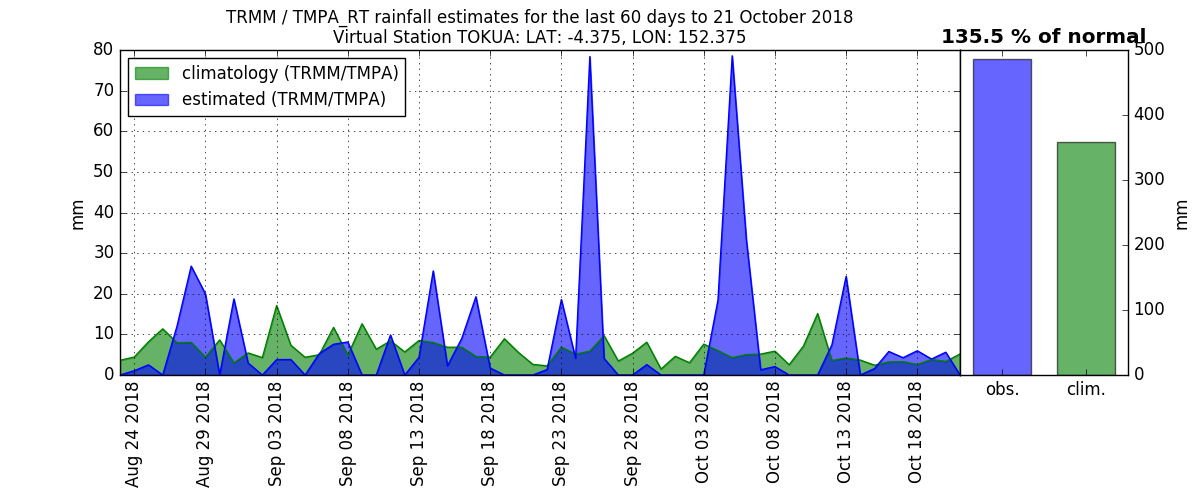 TRMM / TMPA_RT rainfall estimates for the last 60 days to 21 October 2018
Virtual Station TOKUA: LAT: -4.375, LON: 152.375
135.5 % of normal
climatology (TRMM/TMPA)
estimated (TRMM/TMPA)
80
70
60
50
40
30
20
10
0
mm
Aug 24 2018
Aug 29 2018
Sep 03 2018
Sep 08 2018
Sep 13 2018
Sep 18 2018
Sep 23 2018
Sep 28 2018
Oct 03 2018
Oct 08 2018
Oct 13 2018
Oct 18 2018
500
400
300
200
100
0
mm
obs.
clim.